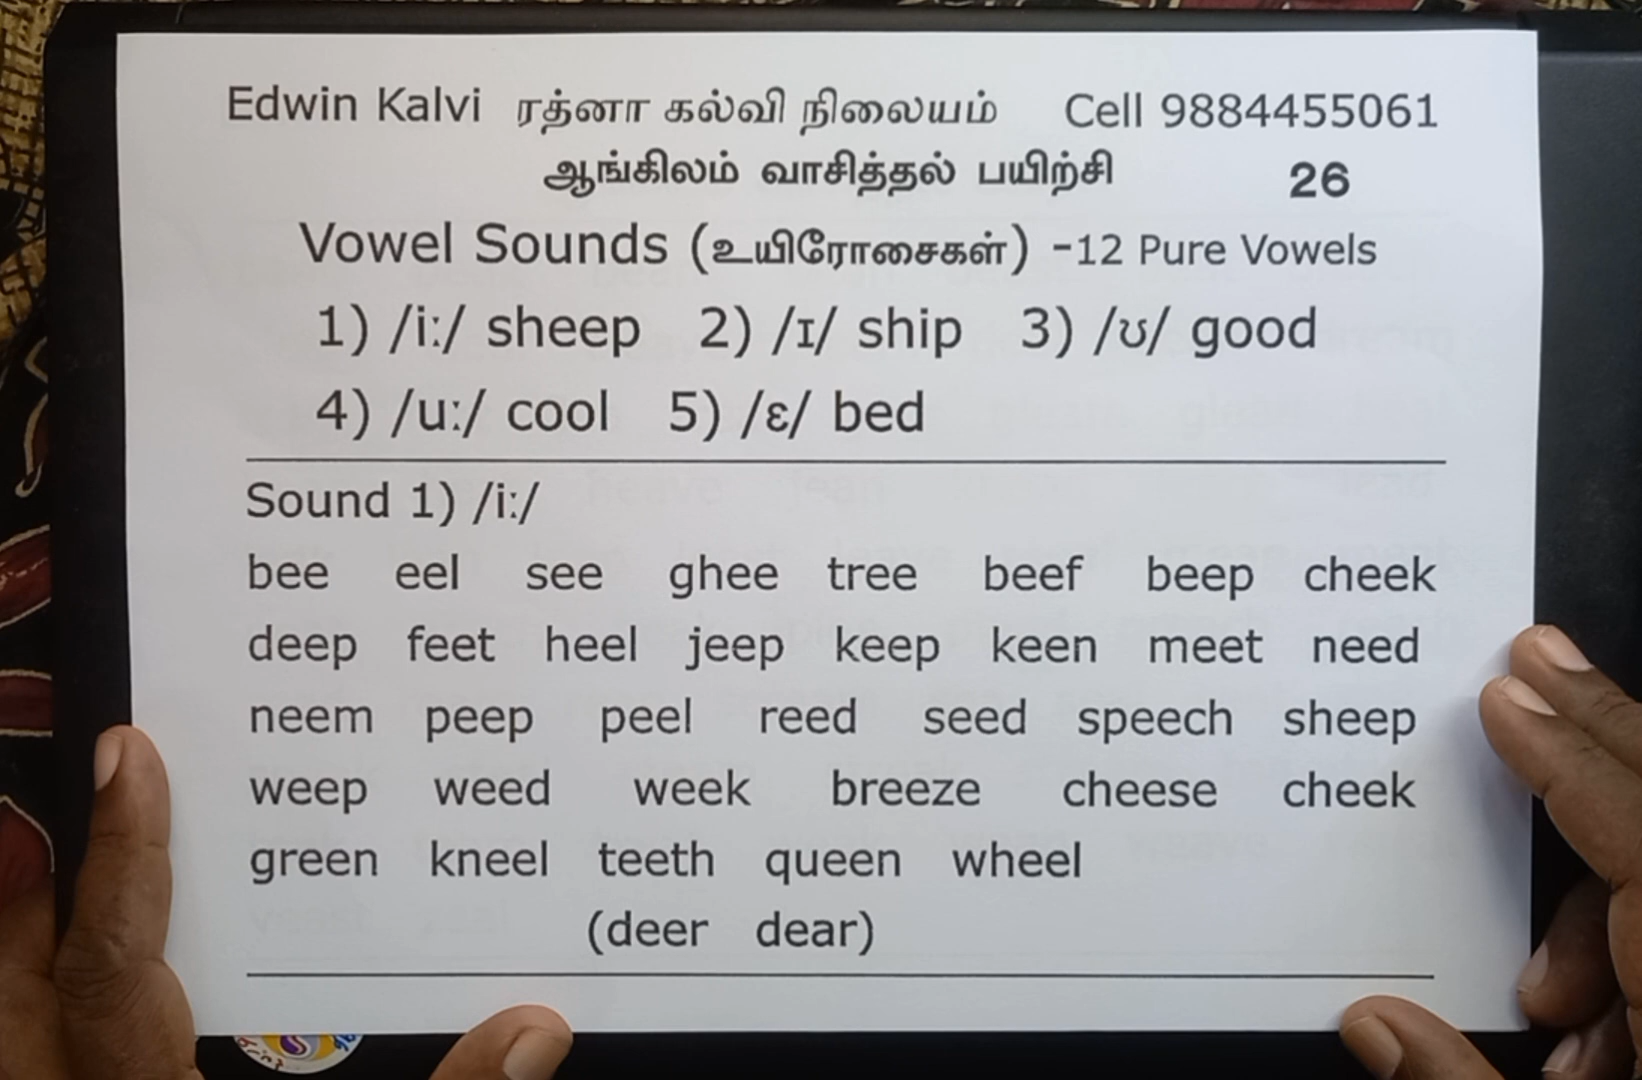 Edwin Kalvi ரத்னா கல்வி நிலையம் Cell 9884455061
ஆங்கிலம் வாசித்தல் பயிற்சி 26
Vowel Sounds (உயிரோசைகள்) -12 Pure Vowels
1) /iː/ sheep 2) /ɪ/ ship 3) /ʊ/ good
4) /uː/ cool 5) /ɛ/ bed
Sound 1) /iː/
bee eel see ghee tree beef beep cheek
deep feet heel jeep keep keen meet need
neem peep peel reed seed speech sheep
weep weed week breeze cheese cheek
green kneel teeth queen wheel
(deer dear)